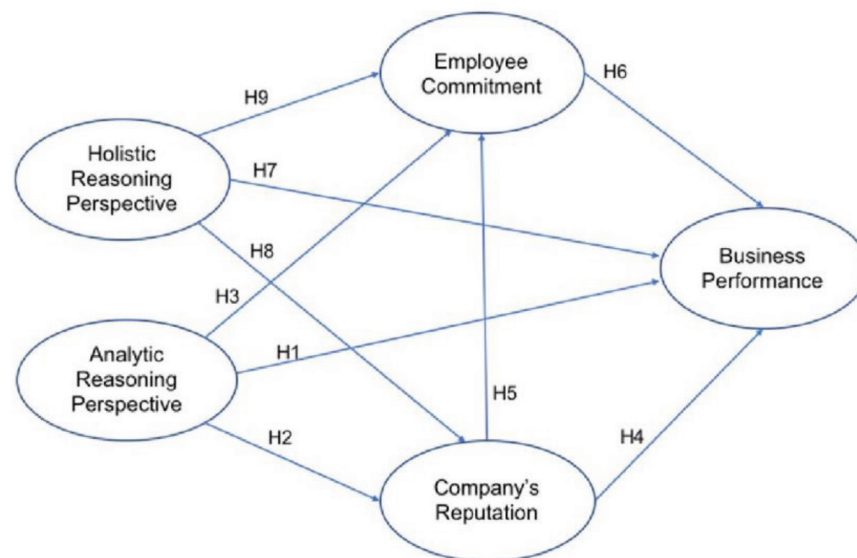 Employee
Commitment
H6
H9
Holistic
Reasoning
Perspective
H7
H8
Business
Performance
H3
H1
Analytic
Reasoning
Perspective
H5
H2
H4
Company's
Reputation